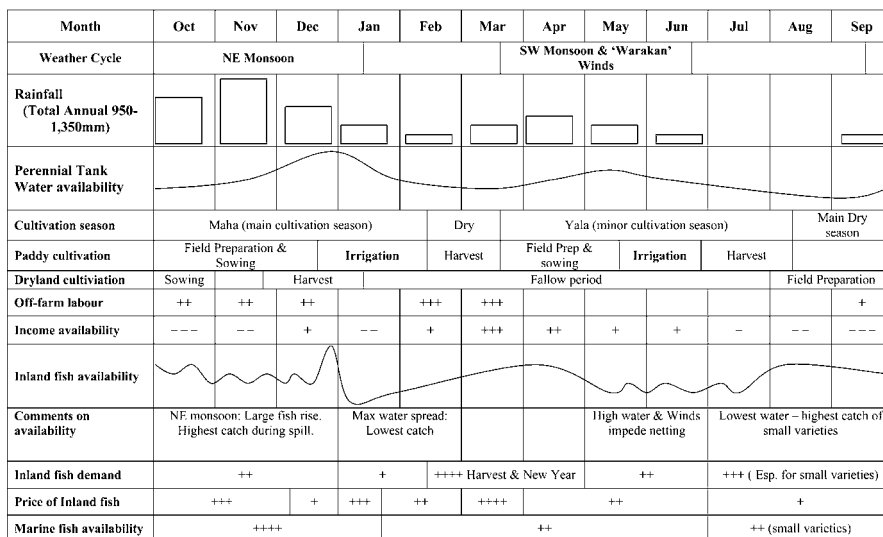 Month Oct Nov Dec Jan Feb Mar Apr May Jun Jul Aug Sep
Weather Cycle NE Monsoon SW Monsoon & 'Warakan'
Winds
Rainfall
(Total Annual 950-
1,350mm)
Perennial Tank
Water availability
Cultivation season Maha (main cultivation season) Dry Yala (minor cultivation season) Main Dry
season
Paddy cultivation Field Preparation &
Sowing Irrigation Harvest Field Prep &
sowing Irrigation Harvest
Dryland cultiviation Sowing Harvest Fallow period Field Preparation
Off-farm labour ++ ++ ++ +++ +++ +
Income availability --- -- + -- + +++ ++ + + - -- ---
Inland fish availability
Comments on
availability
NE monsoon: Large fish rise.
Highest catch during spill.
Max water spread:
Lowest catch
High water & Winds
impede netting
Lowest water – highest catch of
small varieties
Inland fish demand ++ + ++++ Harvest & New Year ++ +++ ( Esp. for small varieties)
Price of Inland fish +++ + +++ ++ ++++ ++ +
Marine fish availability ++++ ++ ++ (small varieties)